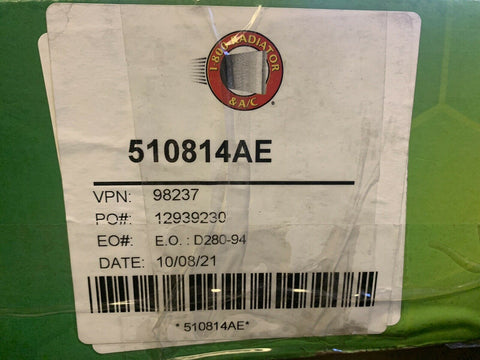 1-800-RADIATOR
& A/C
510814AE
VPN: 98237
PO#: 12939230
EO#: E.O. : D280-94
DATE: 10/08/21
*510814AE*